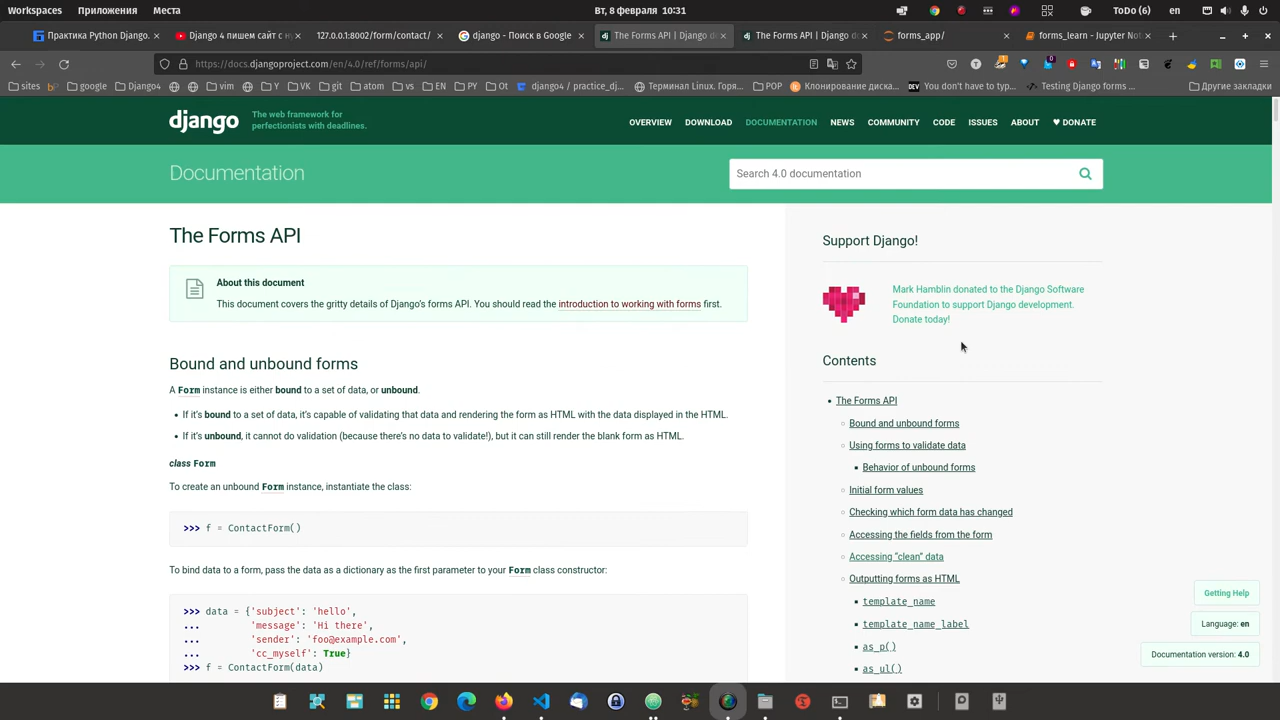 Workspaces Приложения Места Вт, 8 февраля 10:31 ToDo (6) en
Практика Python Django. Django 4 пишем сайт с ну 127.0.0.1:8002/form/contact/ django - Поиск в Google The Forms API | Django do The Forms API | Django do forms_app/ forms_learn - Jupyter Not
https://docs.djangoproject.com/en/4.0/ref/forms/api/
sites google Django4 vim Y VK git atom vs EN PY Ot django4 / practice_dj Терминал Linux. Горя... POP Клонирование диска... You don't have to typ... Testing Django forms ... Другие закладки
django The web framework for
perfectionists with deadlines.
OVERVIEW DOWNLOAD DOCUMENTATION NEWS COMMUNITY CODE ISSUES ABOUT ♥ DONATE
Documentation Search 4.0 documentation
The Forms API
About this document
This document covers the gritty details of Django's forms API. You should read the introduction to working with forms first.
Bound and unbound forms
A Form instance is either bound to a set of data, or unbound.
• If it's bound to a set of data, it's capable of validating that data and rendering the form as HTML with the data displayed in the HTML.
• If it's unbound, it cannot do validation (because there's no data to validate!), but it can still render the blank form as HTML.
class Form
To create an unbound Form instance, instantiate the class:
>>> f = ContactForm()
To bind data to a form, pass the data as a dictionary as the first parameter to your Form class constructor:
>>> data = {'subject': 'hello',
... 'message': 'Hi there',
... 'sender': 'foo@example.com',
... 'cc_myself': True}
>>> f = ContactForm(data)
Support Django!
Mark Hamblin donated to the Django Software
Foundation to support Django development.
Donate today!
Contents
The Forms API
Bound and unbound forms
Using forms to validate data
Behavior of unbound forms
Initial form values
Checking which form data has changed
Accessing the fields from the form
Accessing "clean" data
Outputting forms as HTML
template_name
template_name_label
as_p()
as_ul()
Getting Help
Language: en
Documentation version: 4.0